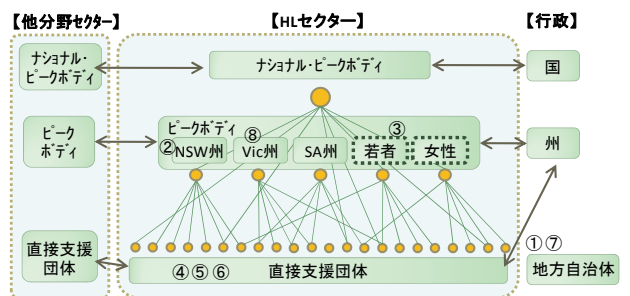 【他分野ｾｸﾀｰ】 【HLセクター】 【行政】
ﾅｼｮﾅﾙ・
ﾋﾟｰｸﾎﾞﾃﾞｨ
ﾅｼｮﾅﾙ・ﾋﾟｰｸﾎﾞﾃﾞｨ
国
ﾋﾟｰｸ
ﾎﾞﾃﾞｨ
ﾋﾟｰｸﾎﾞﾃﾞｨ
②NSW州 ⑧Vic州 SA州 ③若者 女性
州
直接支援
団体
④⑤⑥ 直接支援団体
①⑦
地方自治体